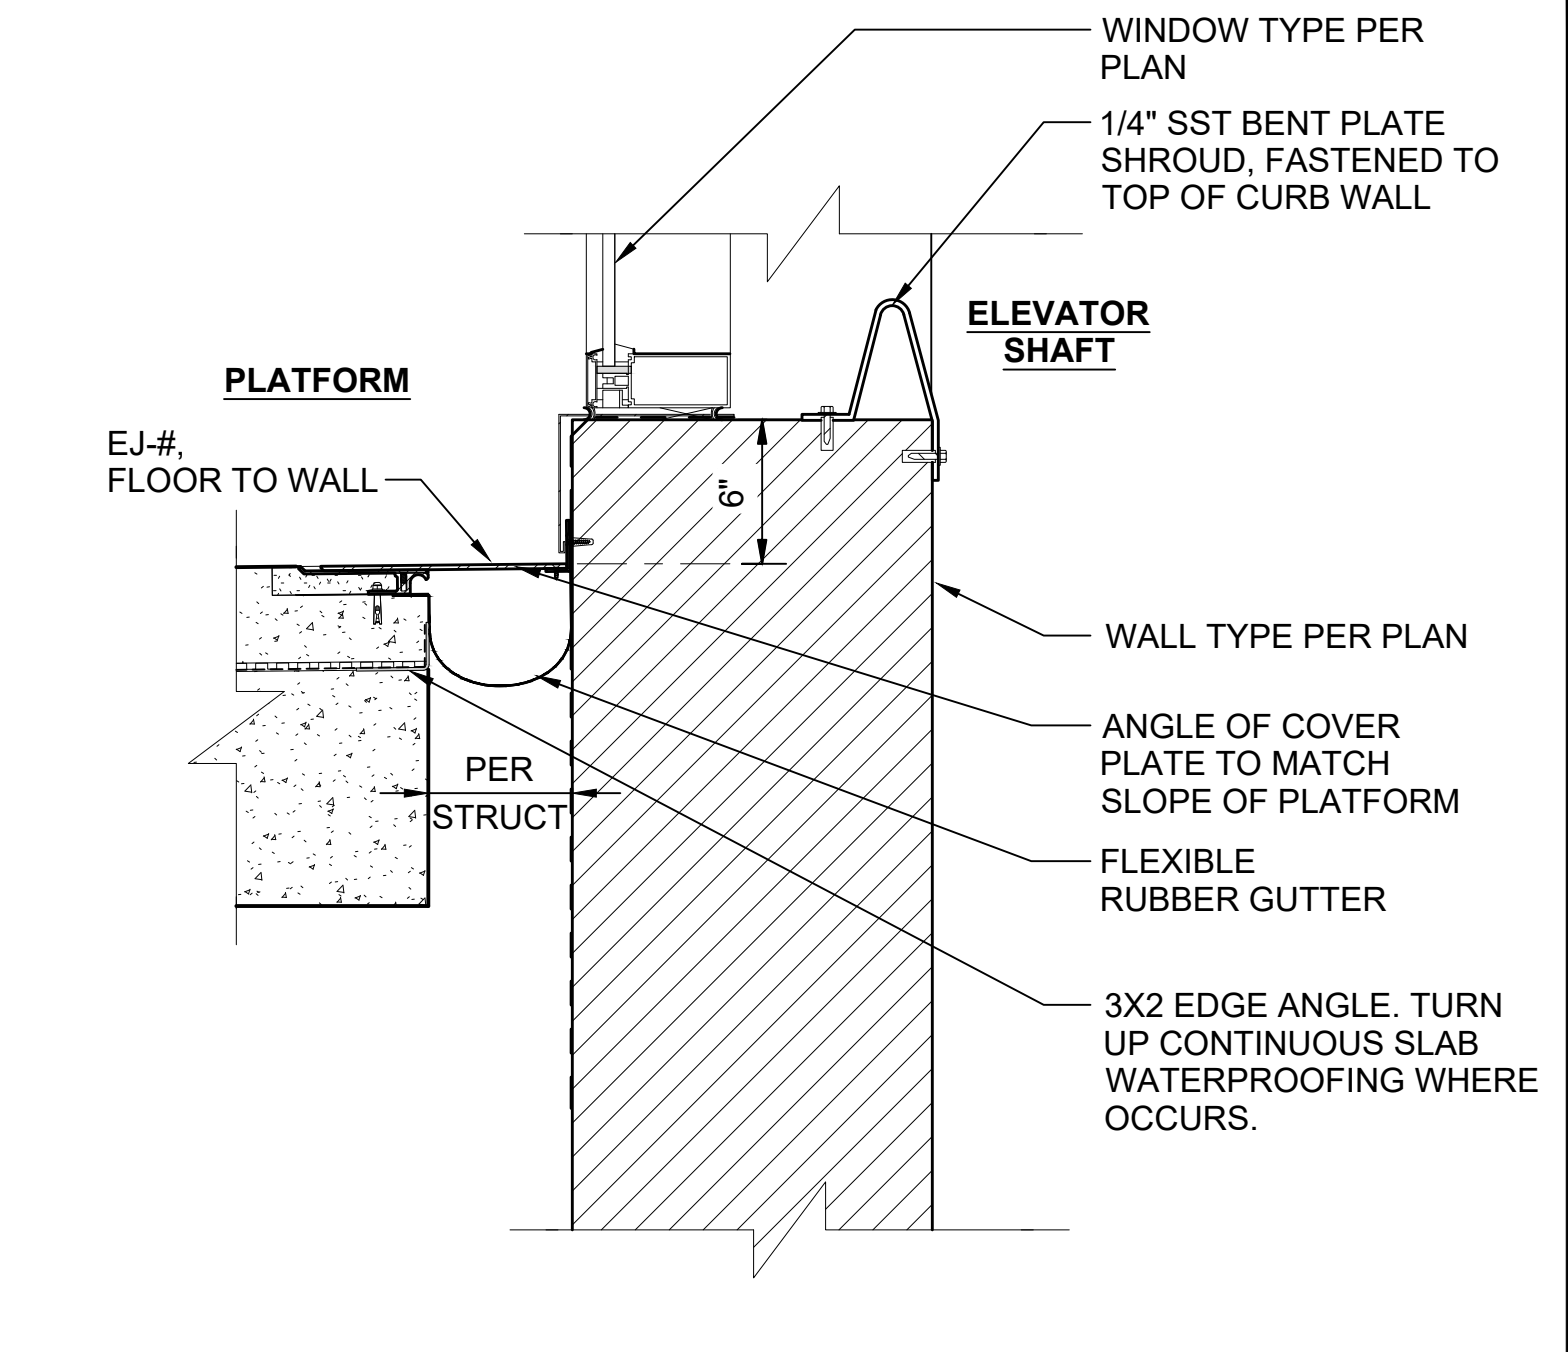 WINDOW TYPE PER
PLAN
1/4" SST BENT PLATE
SHROUD, FASTENED TO
TOP OF CURB WALL
ELEVATOR
SHAFT
PLATFORM
EJ-#,
FLOOR TO WALL
6"
WALL TYPE PER PLAN
ANGLE OF COVER
PLATE TO MATCH
SLOPE OF PLATFORM
PER
STRUCT
FLEXIBLE
RUBBER GUTTER
3X2 EDGE ANGLE. TURN
UP CONTINUOUS SLAB
WATERPROOFING WHERE
OCCURS.